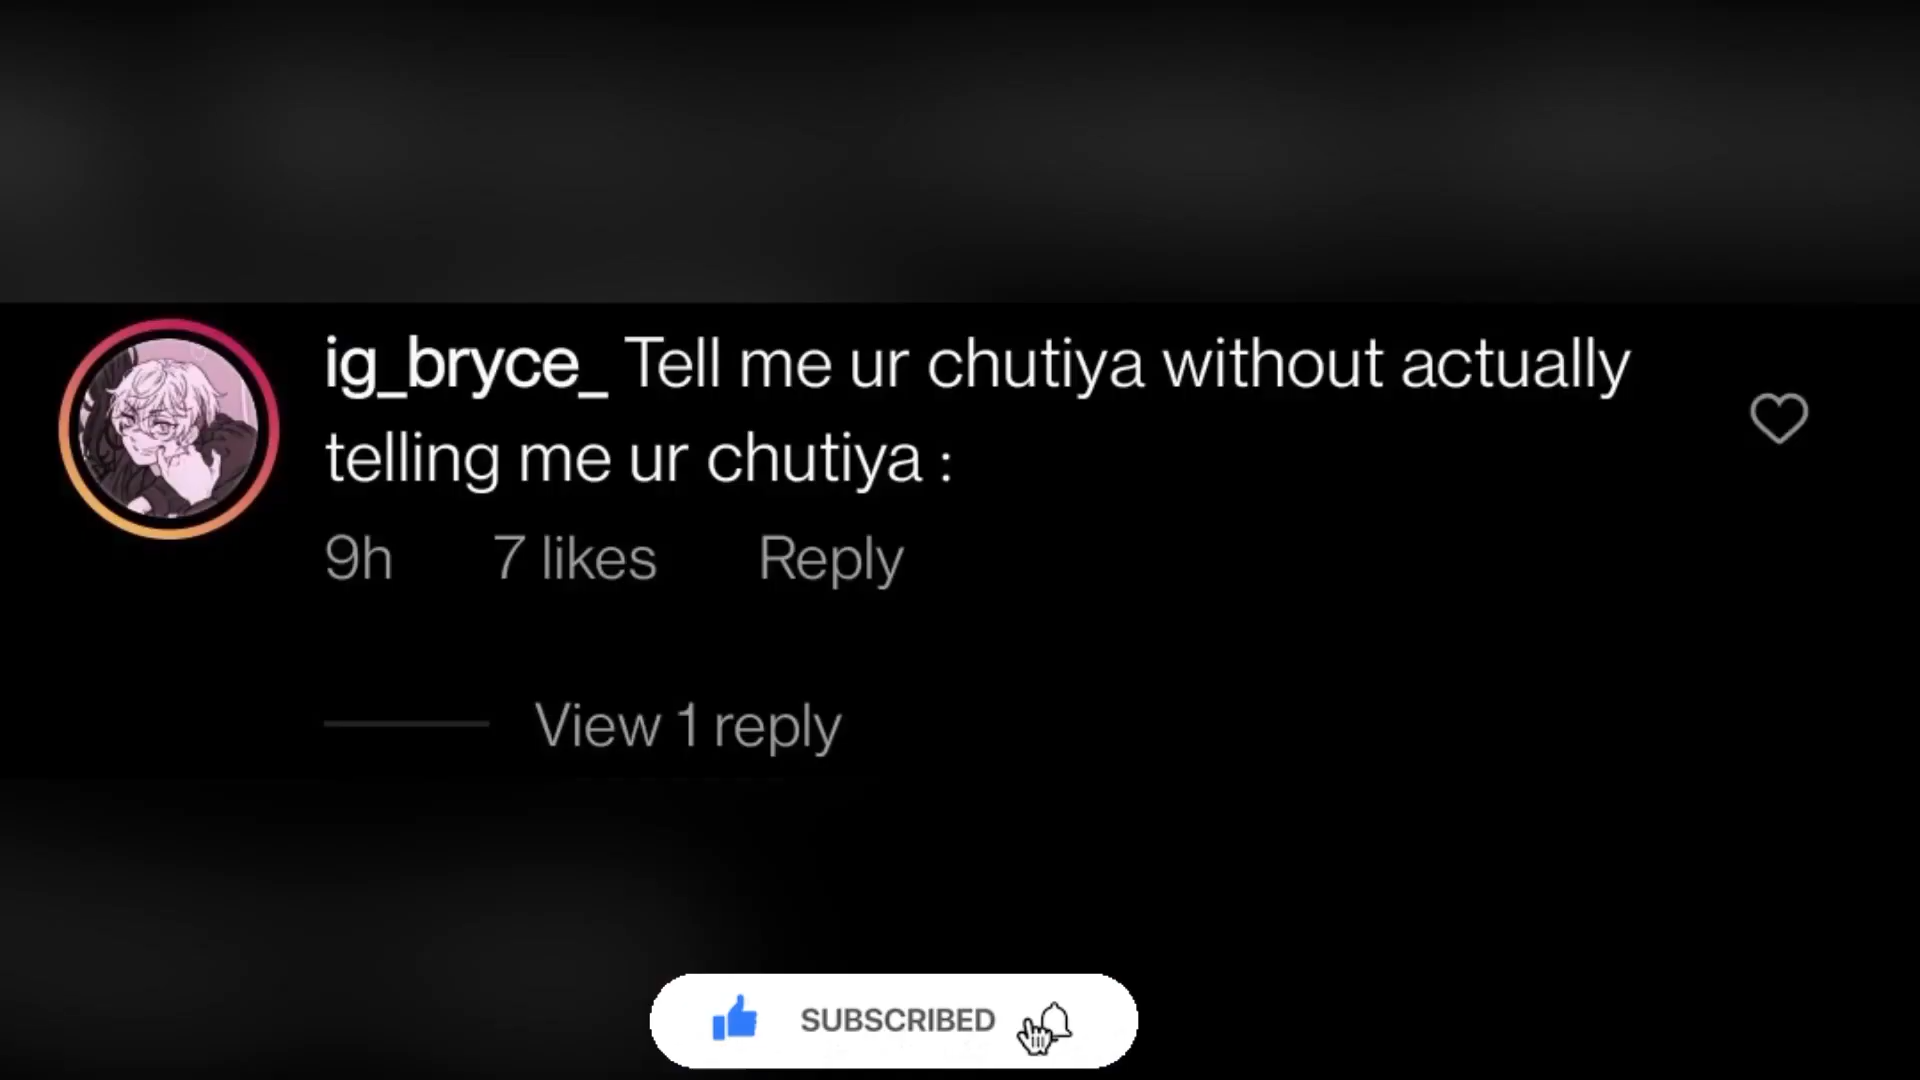 ig_bryce_ Tell me ur chutiya without actually
telling me ur chutiya :
9h 7 likes Reply
View 1 reply
SUBSCRIBED